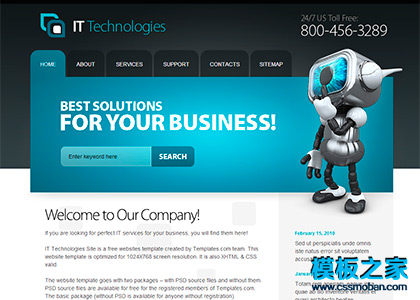 IT Technologies
24/7 US Toll Free:
800-456-3289
HOME
ABOUT
SERVICES
SUPPORT
CONTACTS
SITEMAP
BEST SOLUTIONS
FOR YOUR BUSINESS!
Enter keyword here
SEARCH
Welcome to Our Company!
If you are looking for perfect IT services for your business, you will find them here!
IT Technologies Site is a free websites template created by Templates.com team. This website template is optimized for 1024X768 screen resolution. It is also XHTML & CSS
valid.
The website template goes with two packages – with PSD source files and without them
PSD source files are available for free for the registered members of Templates.com
The basic package (without PSD is available for anyone without registration)
February 15, 2010
Sed ut perspiciatis unde omnis
iste natus error sit voluptatem
Janua
quasi architecto beatae
模板之家
www.cssmoban.com